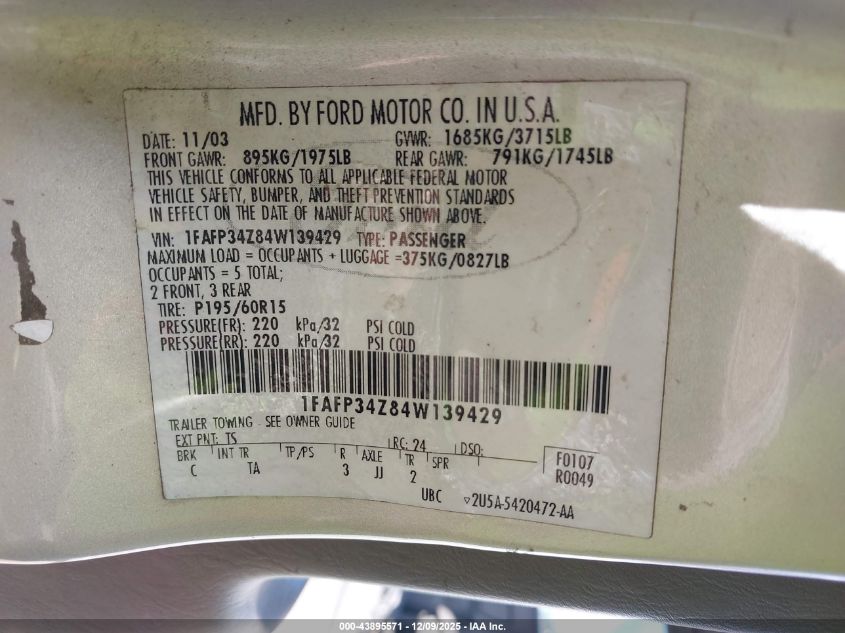 MFD. BY FORD MOTOR CO. IN U.S.A.
DATE: 11/03 GVWR: 1685KG/3715LB
FRONT GAWR: 895KG/1975LB REAR GAWR: 791KG/1745LB
THIS VEHICLE CONFORMS TO ALL APPLICABLE FEDERAL MOTOR
VEHICLE SAFETY, BUMPER, AND THEFT PREVENTION STANDARDS
IN EFFECT ON THE DATE OF MANUFACTURE SHOWN ABOVE.
VIN: 1FAFP34Z84W139429 TYPE: PASSENGER
MAXIMUM LOAD = OCCUPANTS + LUGGAGE =375KG/0827LB
OCCUPANTS = 5 TOTAL;
2 FRONT, 3 REAR
TIRE: P195/60R15
PRESSURE(FR): 220 kPa/32 PSI COLD
PRESSURE(RR): 220 kPa/32 PSI COLD
1FAFP34Z84W139429
TRAILER TOWING - SEE OWNER GUIDE
EXT PNT: TS RC: 24 DSO:
BRK INT TR TP/PS R AXLE TR SPR
C TA 3 JJ 2
F0107
R0049
UBC ▽2U5A-5420472-AA
000-43895571 - 12/09/2025 - IAA Inc.